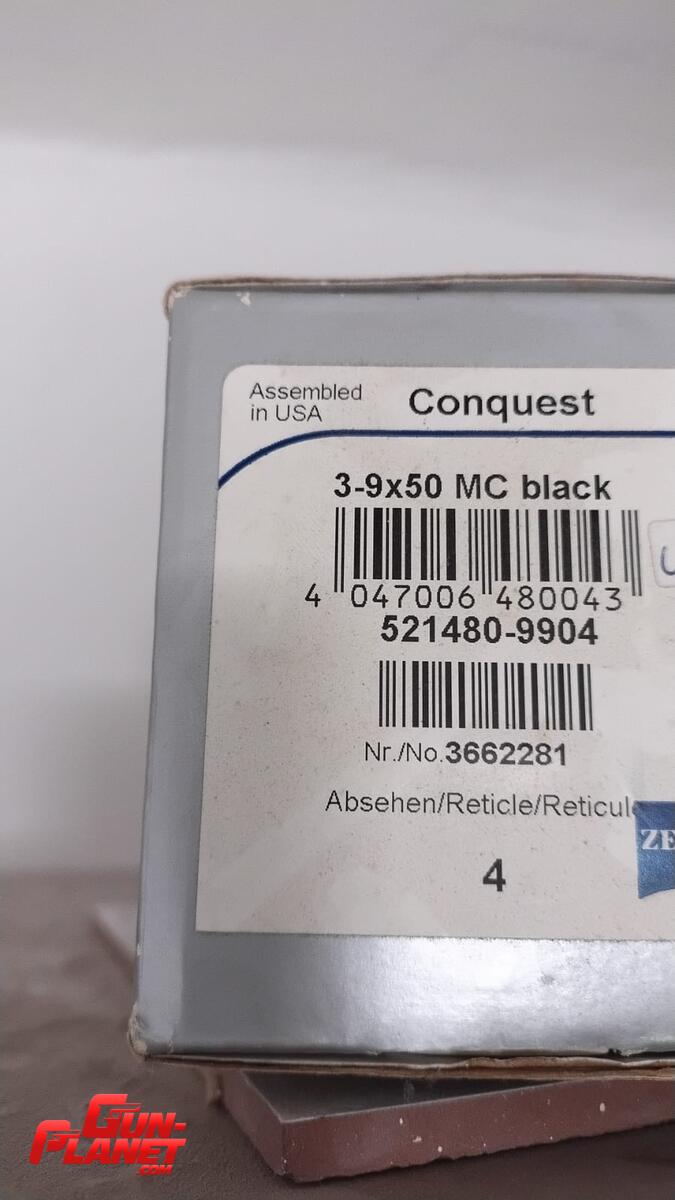 Assembled
in USA
Conquest
3-9x50 MC black
4 047006 480043
521480-9904
Nr./No.3662281
Absehen/Reticle/Reticule
4
ZE
GUN-
PLANET
.COM